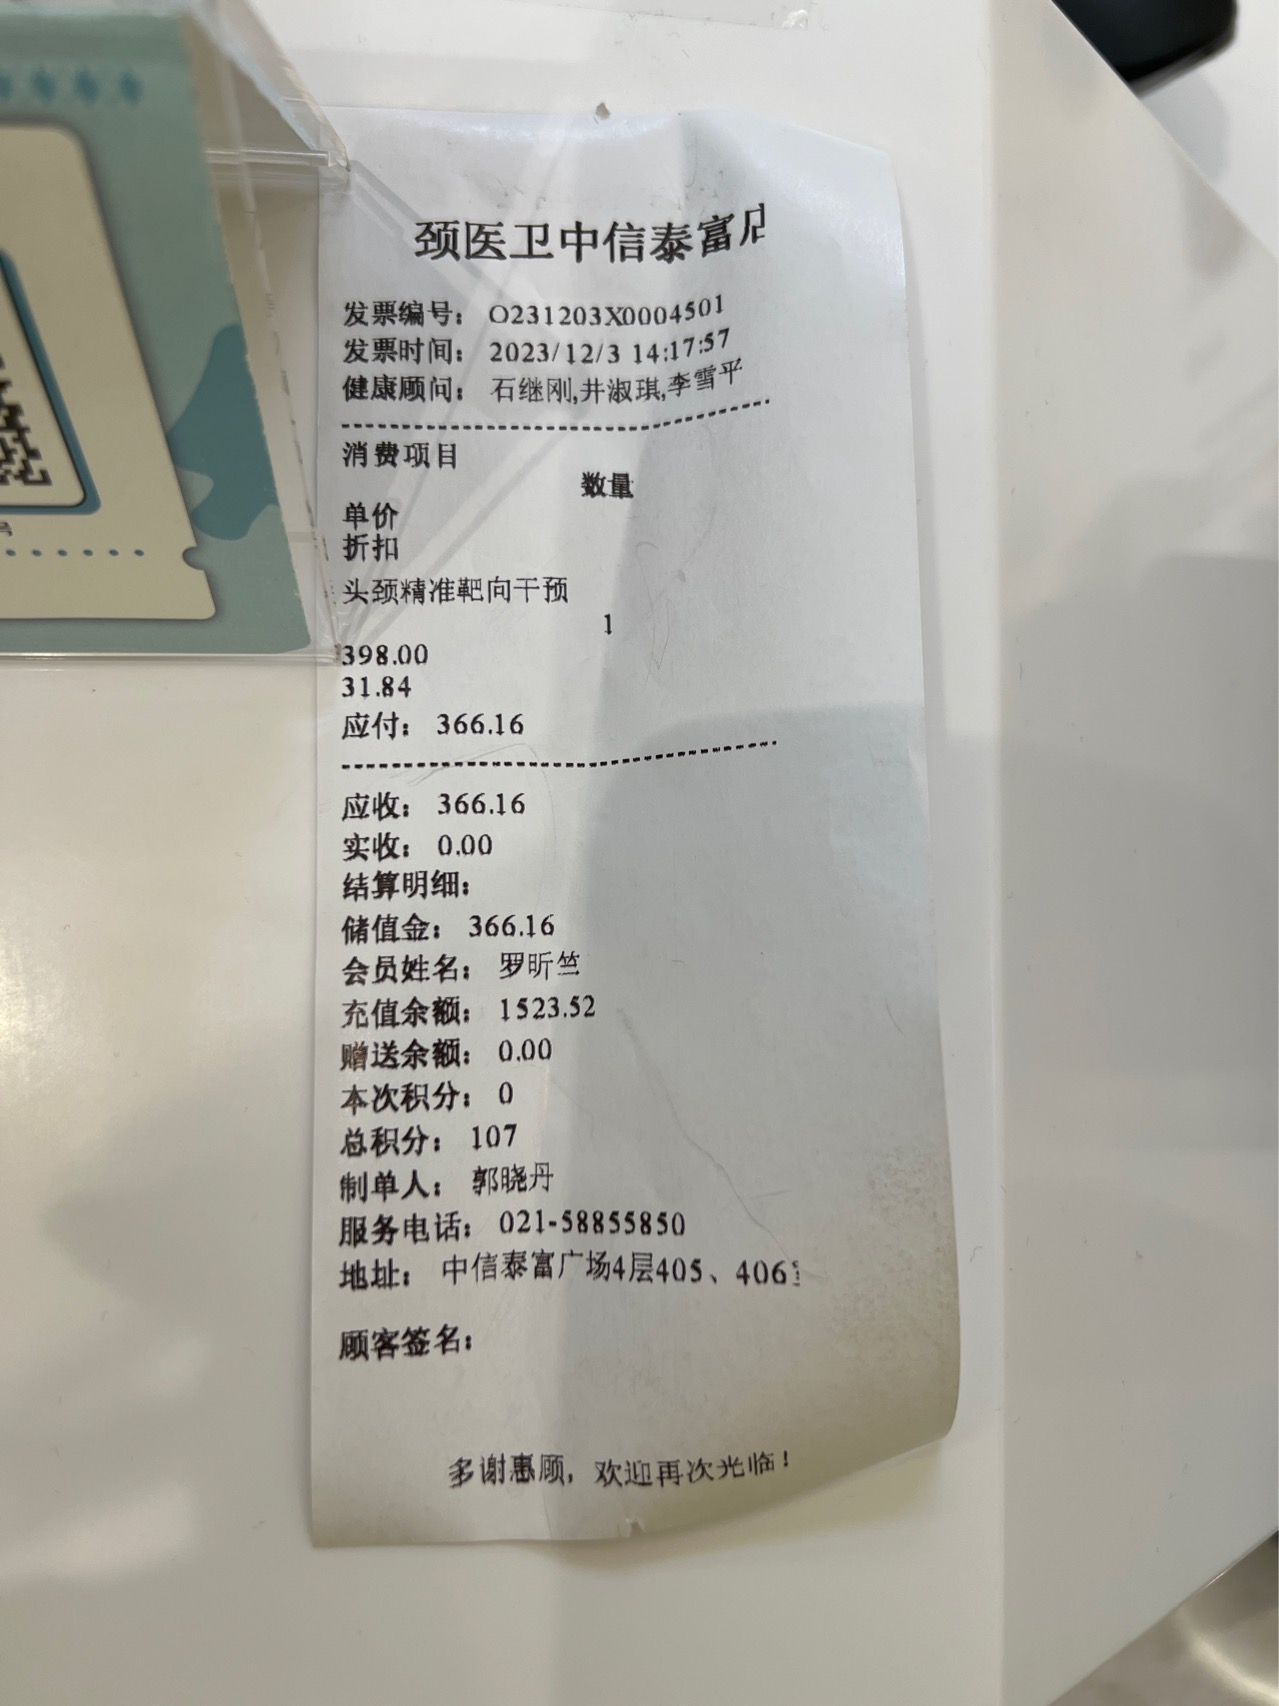 颈医卫中信泰富店
发票编号： O231203X0004501
发票时间： 2023/12/3 14:17:57
健康顾问： 石继刚,井淑琪,李雪平
消费项目
数量
单价
折扣
头颈精准靶向干预
1
398.00
31.84
应付： 366.16
应收： 366.16
实收： 0.00
结算明细：
储值金： 366.16
会员姓名： 罗昕竺
充值余额： 1523.52
赠送余额： 0.00
本次积分： 0
总积分： 107
制单人： 郭晓丹
服务电话： 021-58855850
地址： 中信泰富广场4层405、406
顾客签名：
多谢惠顾，欢迎再次光临！
号